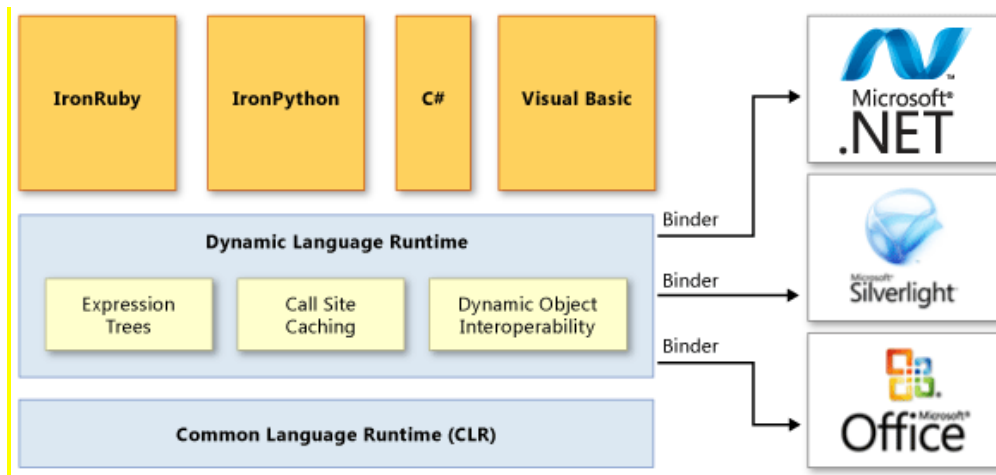 IronRuby
IronPython
C#
Visual Basic
Dynamic Language Runtime
Expression
Trees
Call Site
Caching
Dynamic Object
Interoperability
Common Language Runtime (CLR)
Binder
Binder
Binder
Microsoft®
.NET
Microsoft®
Silverlight™
Microsoft®
Office